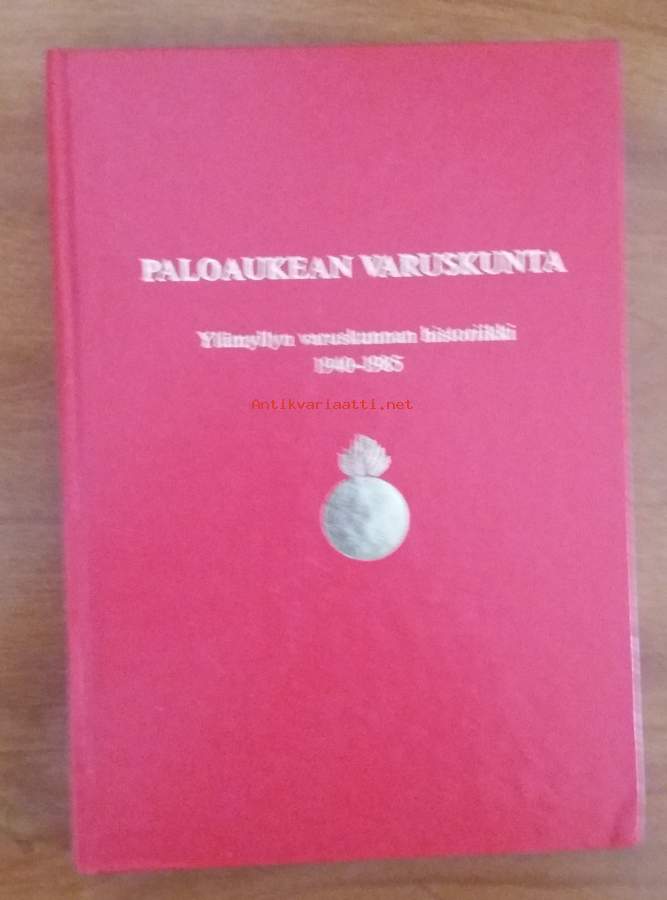 PALOAUKEAN VARUSKUNTA
Ylämyllyn varuskunnan historiikki
1940-1985
Antikvariaatti.net